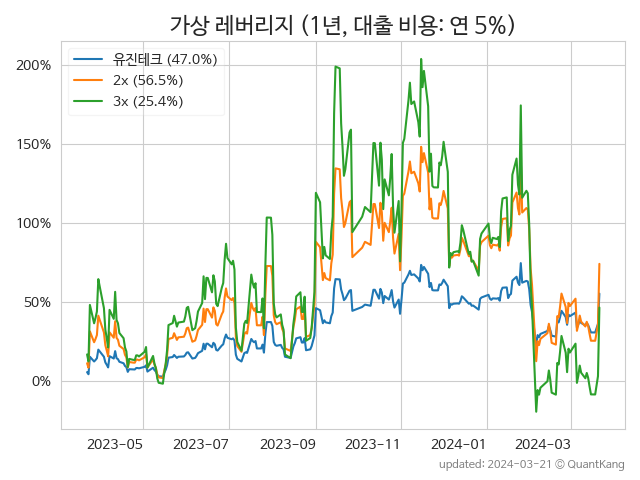 가상 레버리지 (1년, 대출 비용: 연 5%)
유진테크 (47.0%)
2x (56.5%)
3x (25.4%)
200%
150%
100%
50%
0%
2023-05 2023-07 2023-09 2023-11 2024-01 2024-03
updated: 2024-03-21 © QuantKang